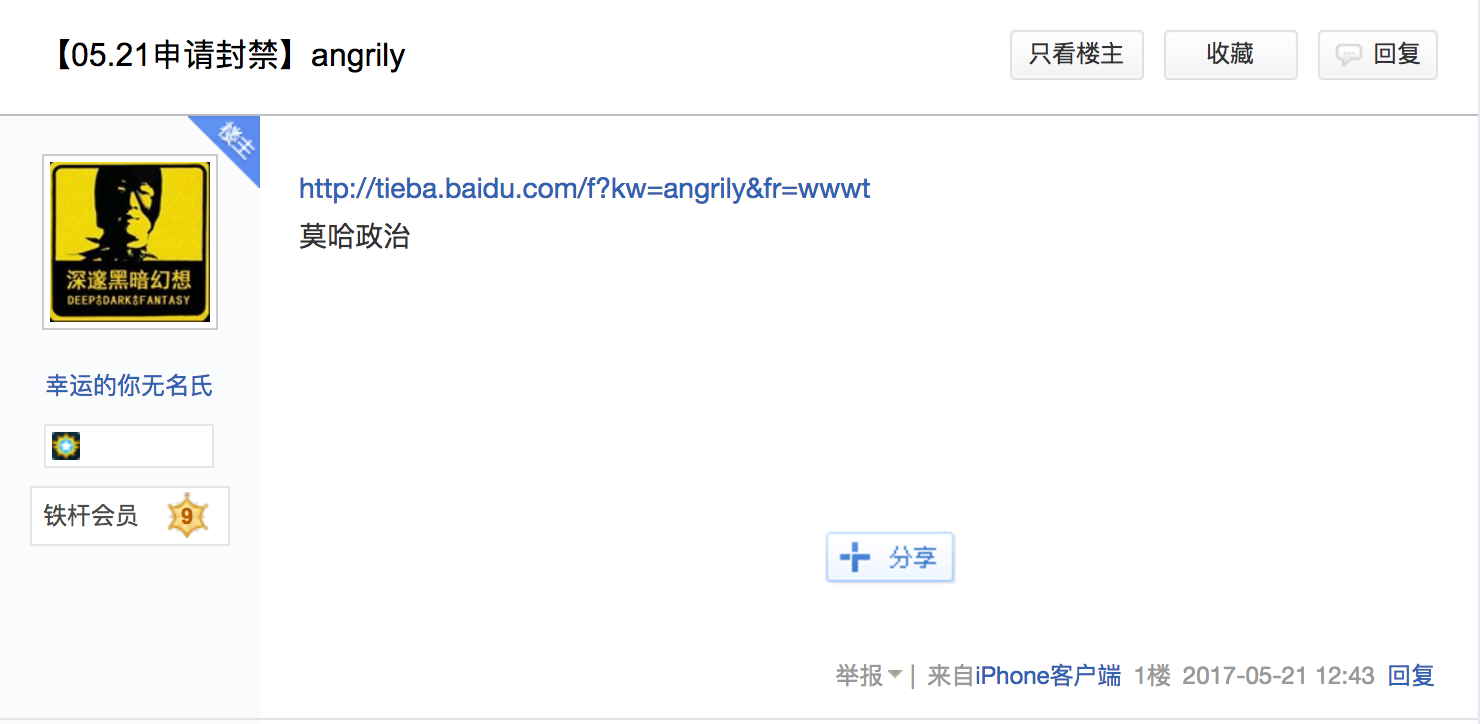 【05.21申请封禁】angrily
只看楼主
收藏
回复
楼主
深邃黑暗幻想
DEEP♂DARK♂FANTASY
幸运的你无名氏
铁杆会员 9
http://tieba.baidu.com/f?kw=angrily&fr=wwwt
莫哈政治
分享
举报 | 来自iPhone客户端 1楼 2017-05-21 12:43 回复